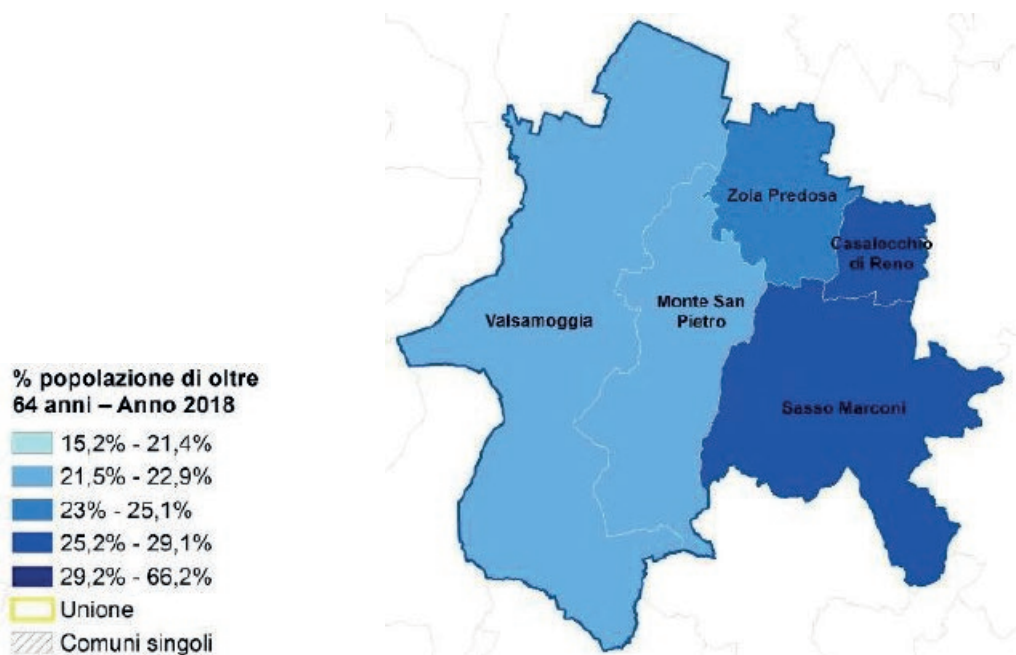 Zola Predosa
Casalecchio
di Reno
Monte San
Pietro
Valsamoggia
Sasso Marconi
% popolazione di oltre
64 anni – Anno 2018
15,2% - 21,4%
21,5% - 22,9%
23% - 25,1%
25,2% - 29,1%
29,2% - 66,2%
Unione
Comuni singoli